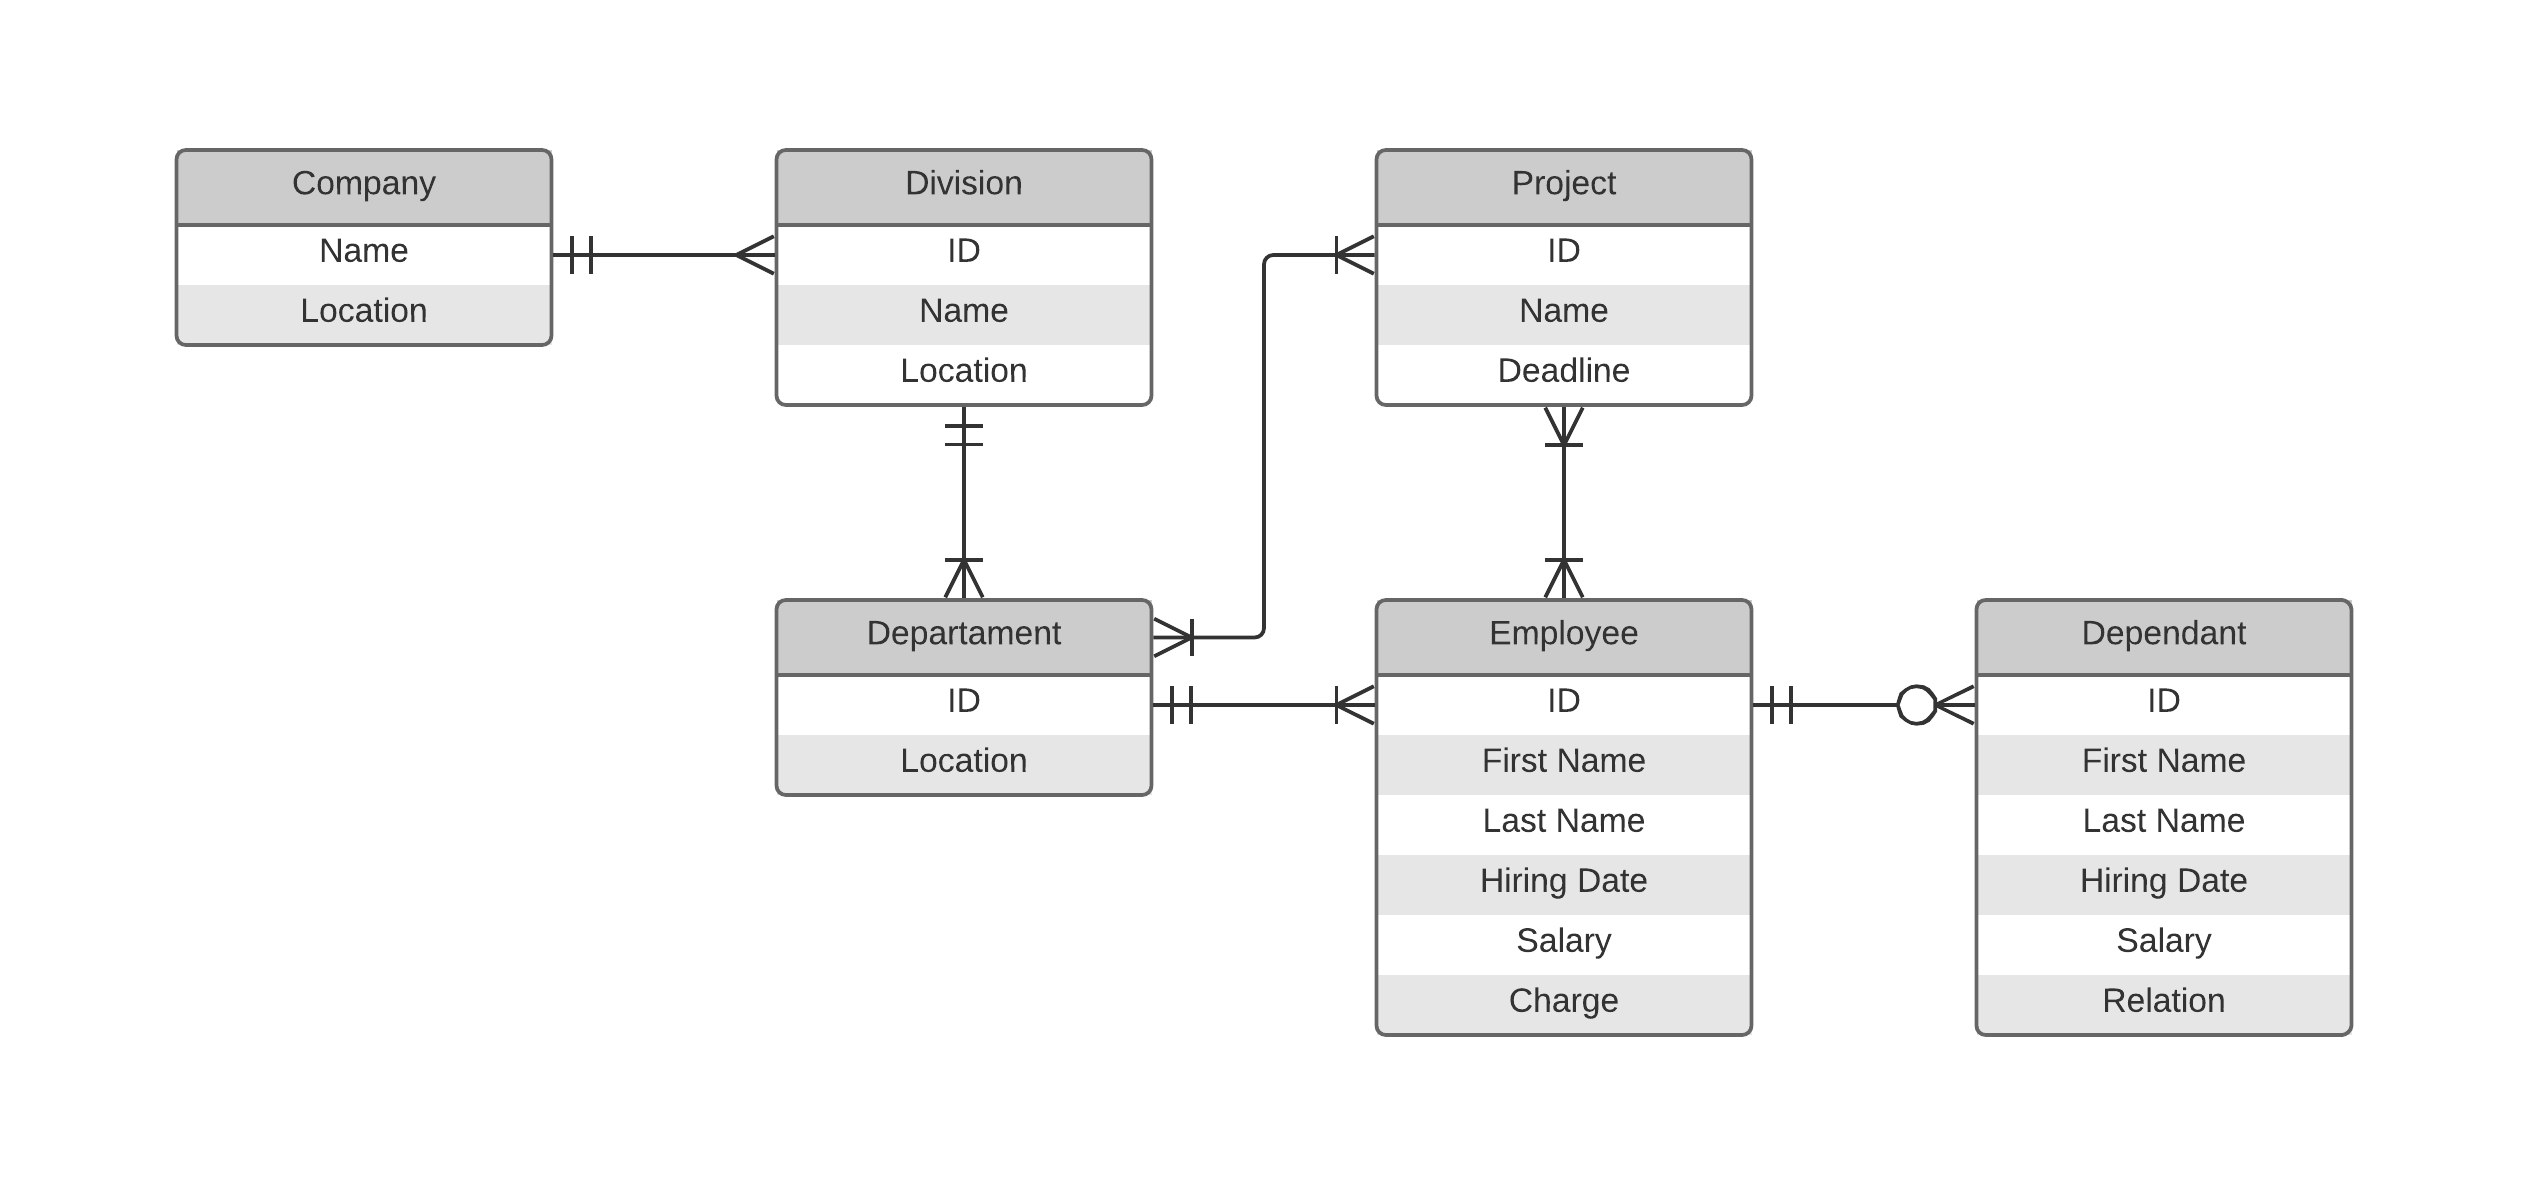 Company
Name
Location
Division
ID
Name
Location
Project
ID
Name
Deadline
Departament
ID
Location
Employee
ID
First Name
Last Name
Hiring Date
Salary
Charge
Dependant
ID
First Name
Last Name
Hiring Date
Salary
Relation